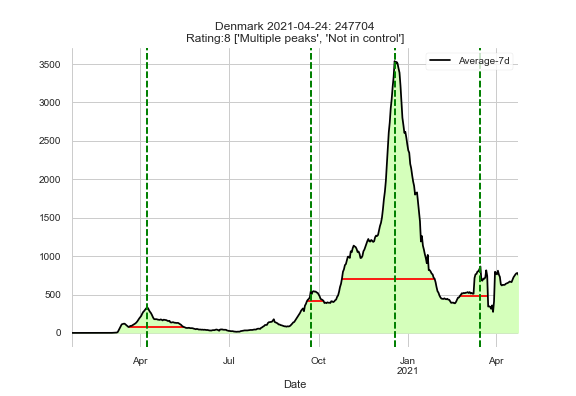 Denmark 2021-04-24: 247704
Rating:8 ['Multiple peaks', 'Not in control']
Average-7d
3500
3000
2500
2000
1500
1000
500
0
Apr
Jul
Oct
Jan
2021
Apr
Date